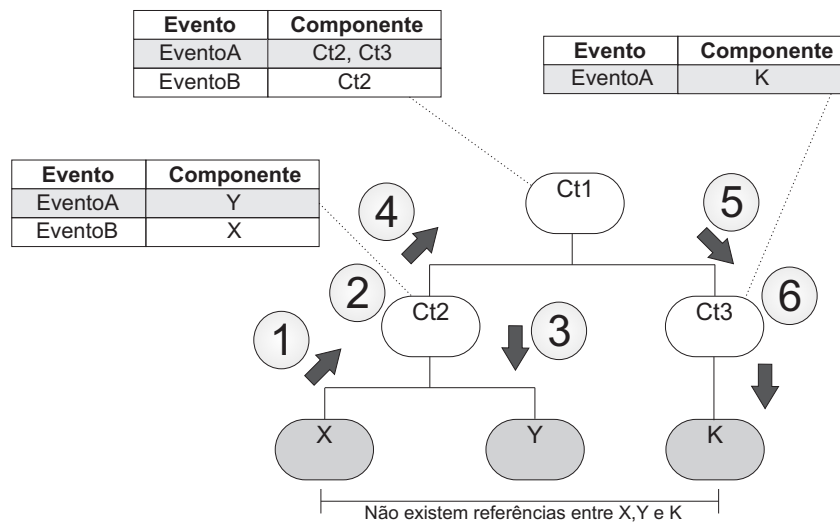 Evento Componente
EventoA Ct2, Ct3
EventoB Ct2
Evento Componente
EventoA K
Evento Componente
EventoA Y
EventoB X
Ct1
4
5
2
Ct2
Ct3
6
1
3
X
Y
K
Não existem referências entre X,Y e K